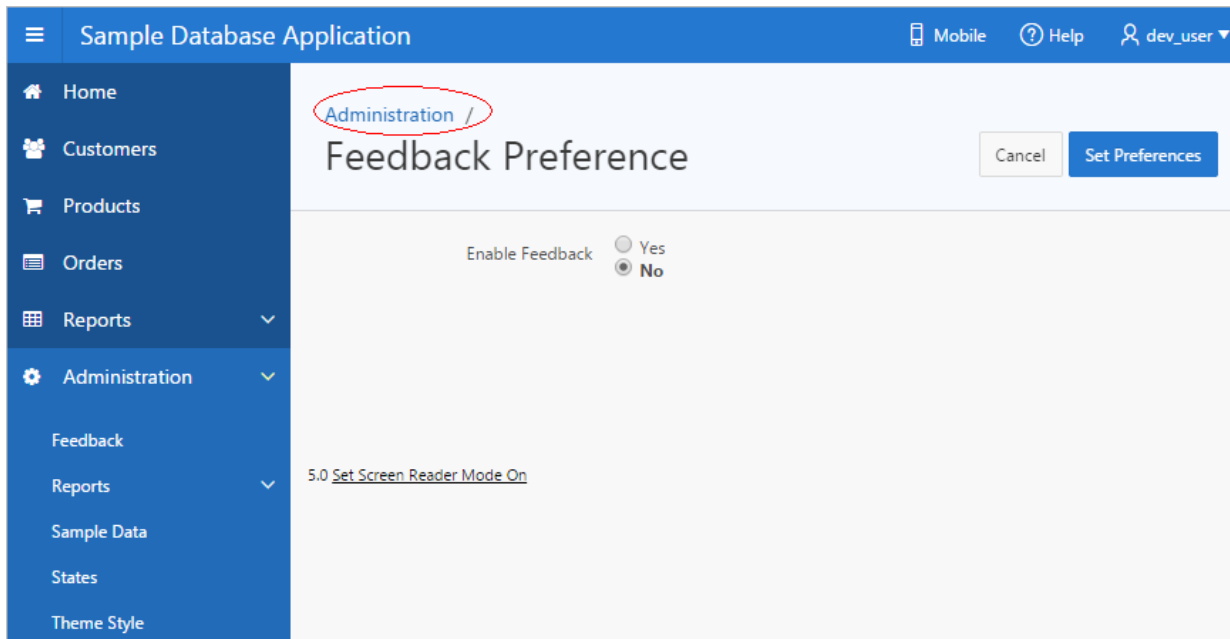 Sample Database Application
Mobile
Help
dev_user
Home
Customers
Products
Orders
Reports
Administration
Feedback
Reports
Sample Data
States
Theme Style
Administration /
Feedback Preference
Cancel
Set Preferences
Enable Feedback
Yes
No
5.0 Set Screen Reader Mode On